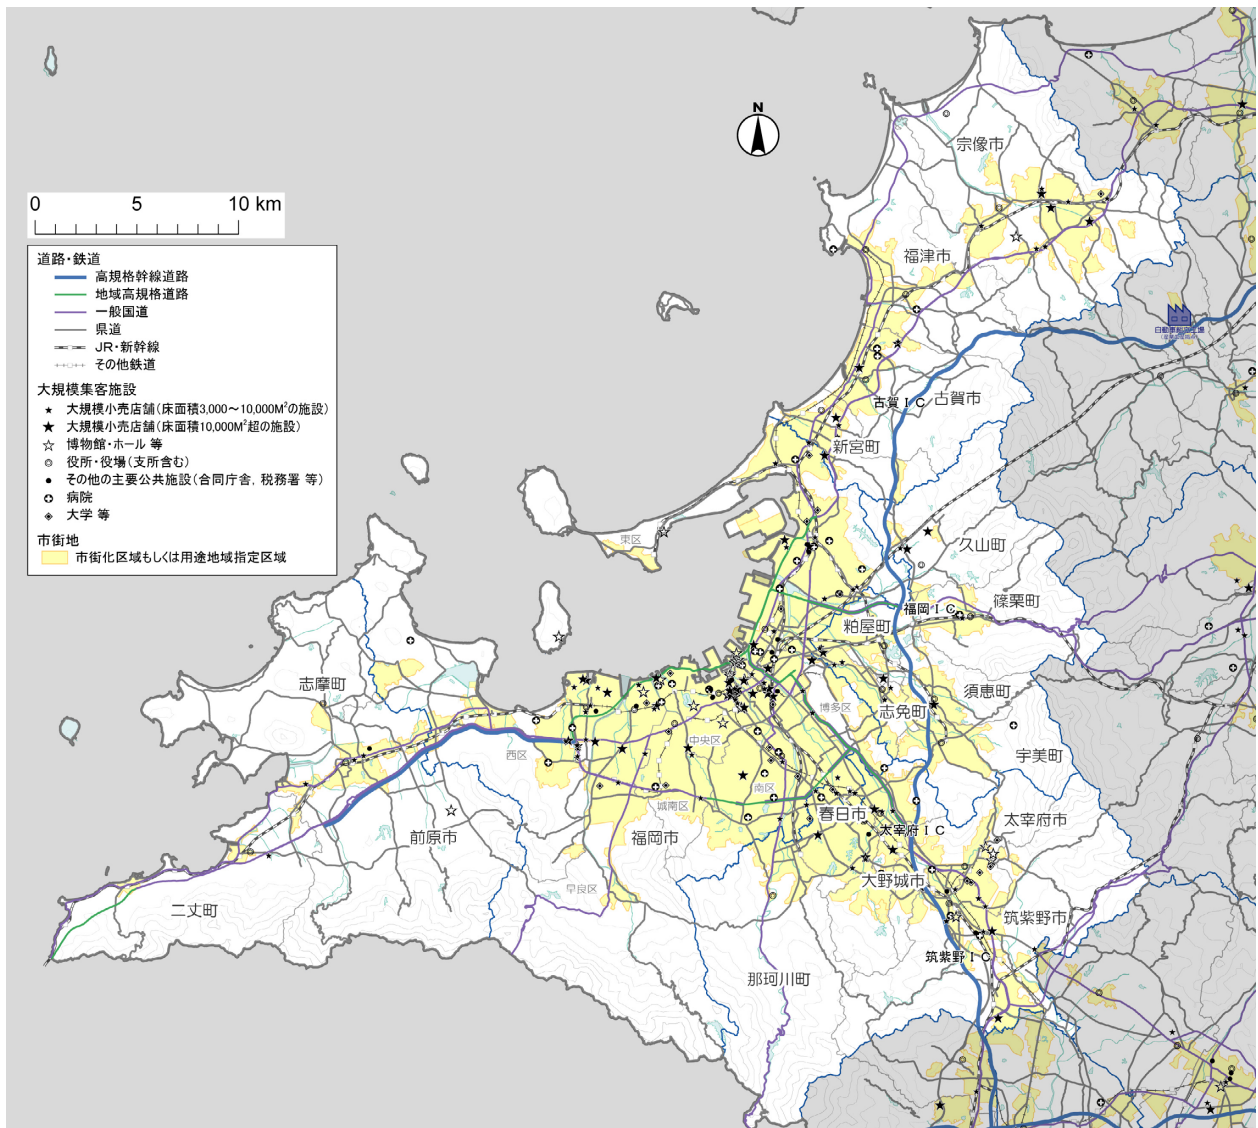 N
0 5 10 km
道路・鉄道
高規格幹線道路
地域高規格道路
一般国道
県道
JR・新幹線
その他鉄道
大規模集客施設
大規模小売店舗(床面積3,000～10,000M²の施設)
大規模小売店舗(床面積10,000M²超の施設)
博物館・ホール 等
役所・役場(支所含む)
その他の主要公共施設(合同庁舎, 税務署 等)
病院
大学 等
市街地
市街化区域もしくは用途地域指定区域
宗像市
福津市
古賀IC
古賀市
新宮町
東区
久山町
福岡IC
篠栗町
粕屋町
志摩町
須恵町
博多区
志免町
中央区
西区
宇美町
南区
城南区
春日市
太宰府市
太宰府IC
前原市
福岡市
早良区
大野城市
二丈町
筑紫野市
筑紫野IC
那珂川町